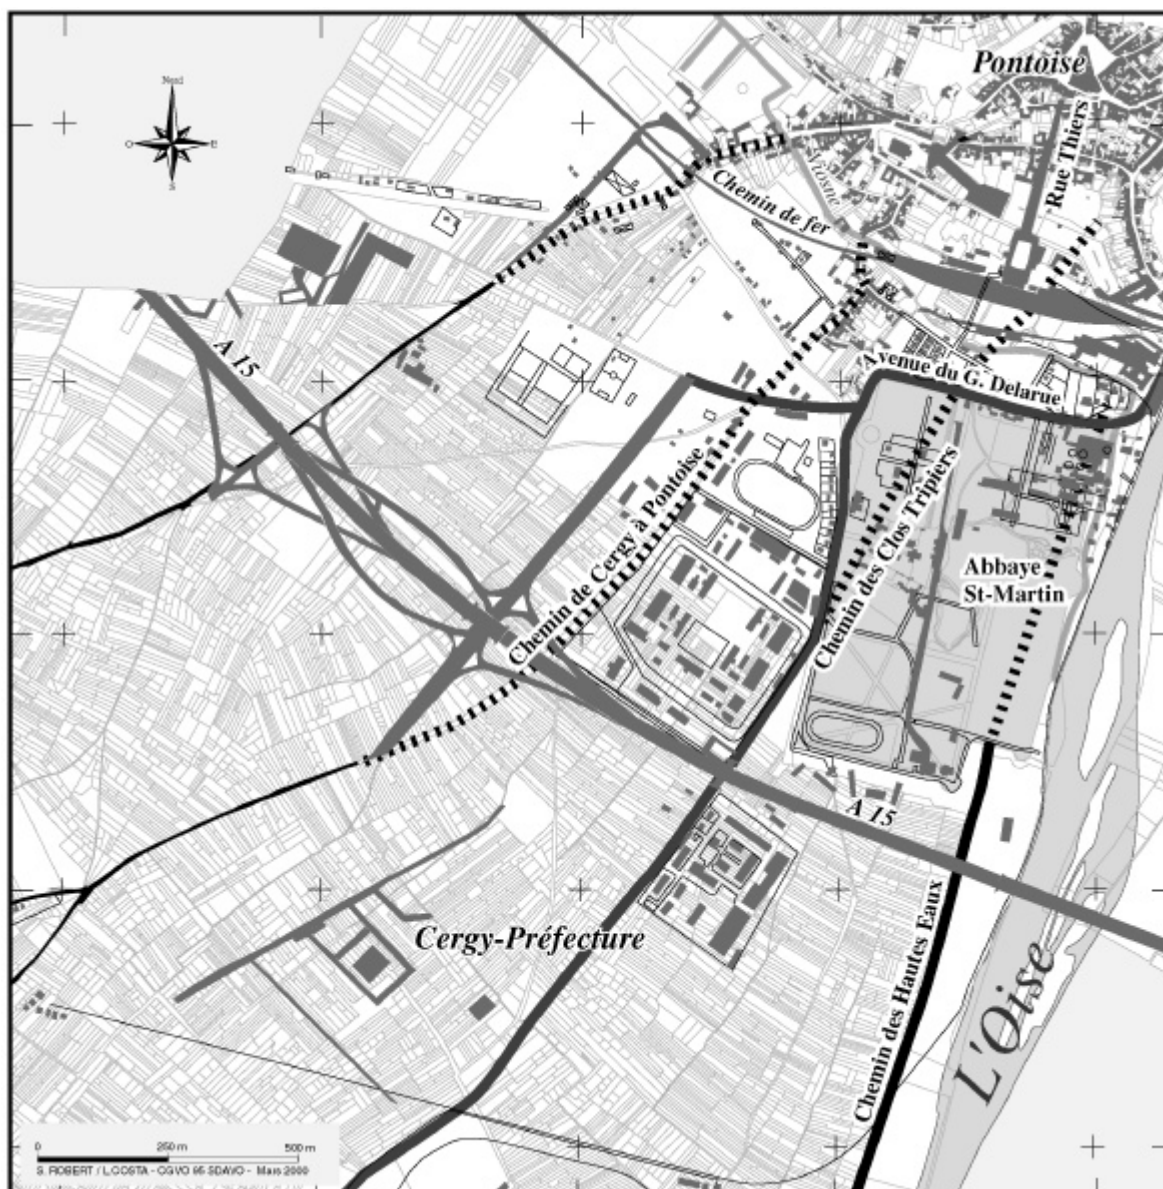 Pontoise
Nord
O
E
S
Rue Thiers
Viosne
Chemin de fer
A 15
Avenue du G. Delarue
Chemin de Cergy à Pontoise
Chemin des Clos Tripiers
Abbaye
St-Martin
A 15
Cergy-Préfecture
Chemin des Hautes Eaux
L'Oise
0 250 m 500 m
S. ROBERT / L.COSTA - CGVO 95 SDAVO - Mars 2000